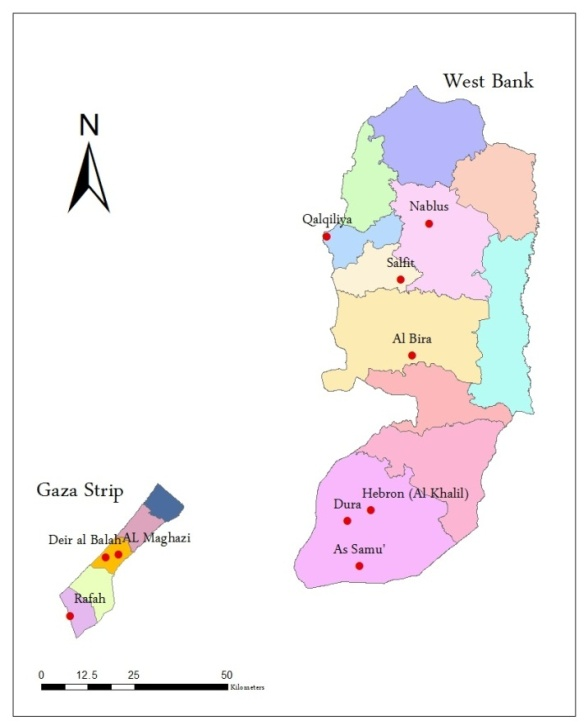 West Bank
N
Nablus
Qalqiliya
Salfit
Al Bira
Gaza Strip
Hebron (Al Khalil)
Dura
Deir al Balah
AL Maghazi
As Samu'
Rafah
0 12.5 25 50
Kilometers